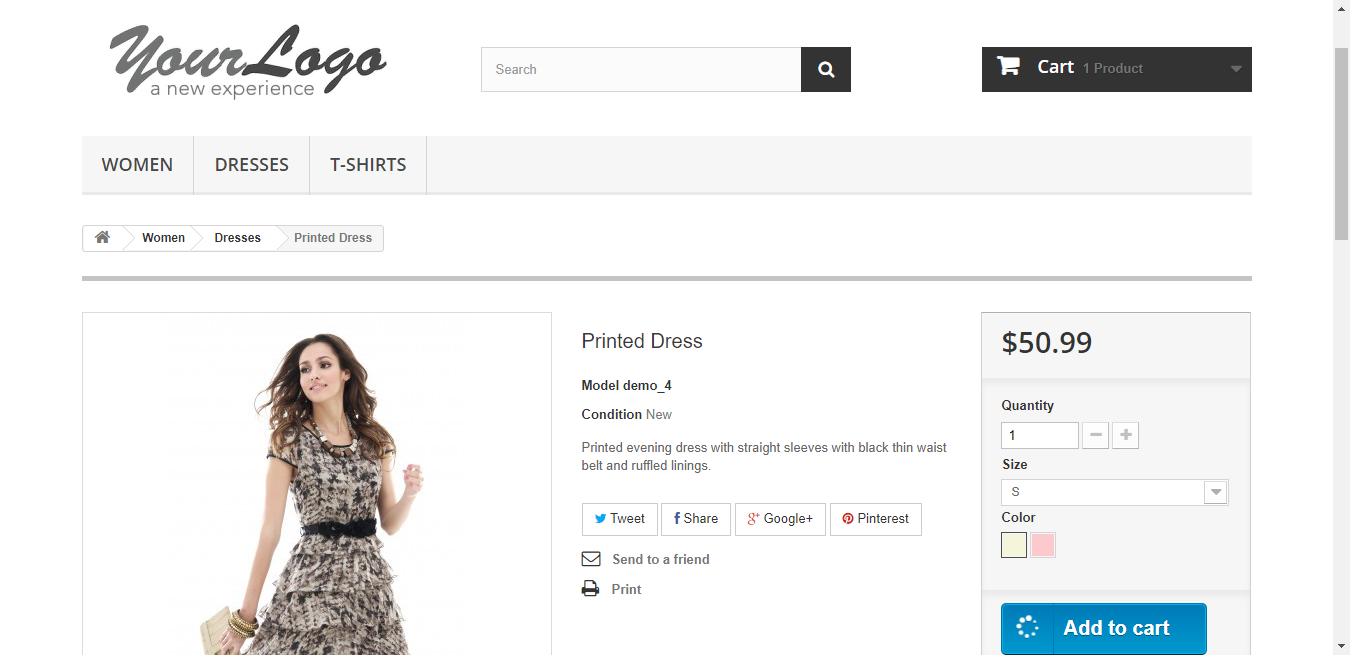 YourLogo
a new experience
Search
Cart 1 Product
WOMEN DRESSES T-SHIRTS
Women Dresses Printed Dress
Printed Dress
Model demo_4
Condition New
Printed evening dress with straight sleeves with black thin waist
belt and ruffled linings.
Tweet Share Google+ Pinterest
Send to a friend
Print
$50.99
Quantity
1
Size
S
Color
Add to cart